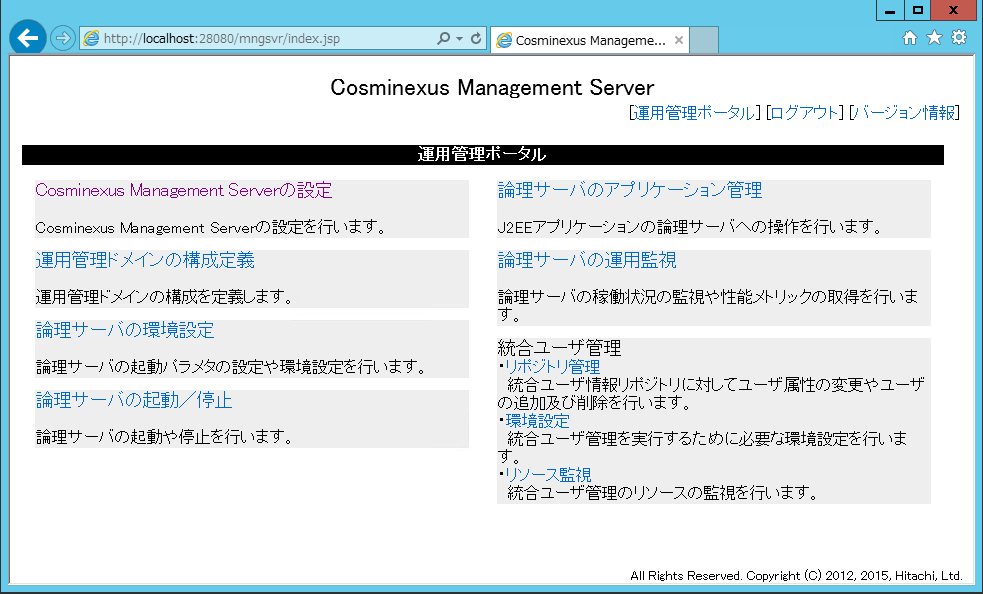 http://localhost:28080/mngsvr/index.jsp
Cosminexus Manageme...
Cosminexus Management Server
[運用管理ポータル] [ログアウト] [バージョン情報]
運用管理ポータル
Cosminexus Management Serverの設定
Cosminexus Management Serverの設定を行います。
運用管理ドメインの構成定義
運用管理ドメインの構成を定義します。
論理サーバの環境設定
論理サーバの起動パラメタの設定や環境設定を行います。
論理サーバの起動／停止
論理サーバの起動や停止を行います。
論理サーバのアプリケーション管理
J2EEアプリケーションの論理サーバへの操作を行います。
論理サーバの運用監視
論理サーバの稼働状況の監視や性能メトリックの取得を行いま
す。
統合ユーザ管理
・リポジトリ管理
統合ユーザ情報リポジトリに対してユーザ属性の変更やユーザ
の追加及び削除を行います。
・環境設定
統合ユーザ管理を実行するために必要な環境設定を行いま
す。
・リソース監視
統合ユーザ管理のリソースの監視を行います。
All Rights Reserved. Copyright (C) 2012, 2015, Hitachi, Ltd.